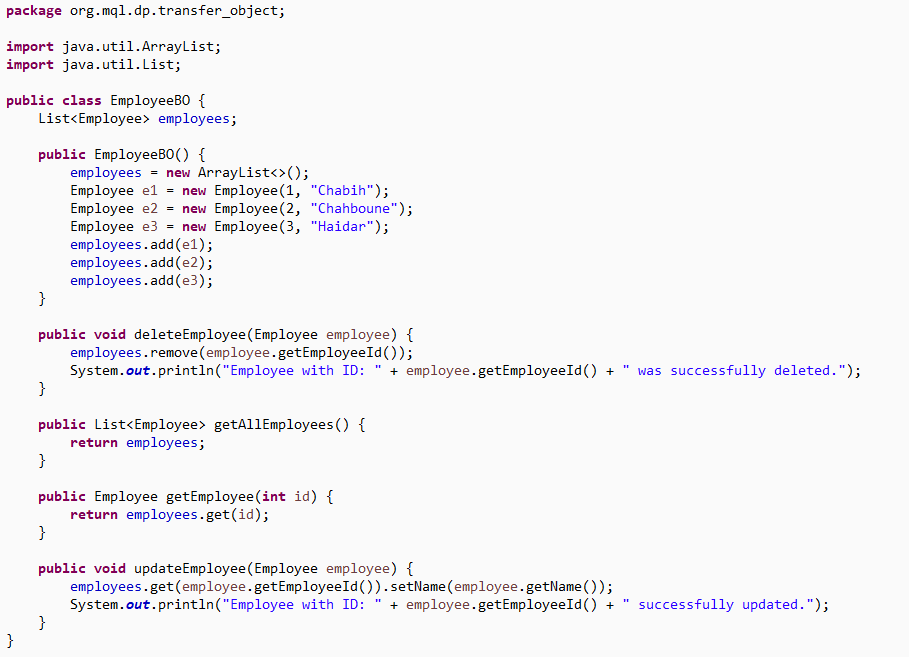 package org.mql.dp.transfer_object;

import java.util.ArrayList;
import java.util.List;

public class EmployeeBO {
    List<Employee> employees;

    public EmployeeBO() {
        employees = new ArrayList<>();
        Employee e1 = new Employee(1, "Chabih");
        Employee e2 = new Employee(2, "Chahboune");
        Employee e3 = new Employee(3, "Haidar");
        employees.add(e1);
        employees.add(e2);
        employees.add(e3);
    }

    public void deleteEmployee(Employee employee) {
        employees.remove(employee.getEmployeeId());
        System.out.println("Employee with ID: " + employee.getEmployeeId() + " was successfully deleted.");
    }

    public List<Employee> getAllEmployees() {
        return employees;
    }

    public Employee getEmployee(int id) {
        return employees.get(id);
    }

    public void updateEmployee(Employee employee) {
        employees.get(employee.getEmployeeId()).setName(employee.getName());
        System.out.println("Employee with ID: " + employee.getEmployeeId() + " successfully updated.");
    }
}